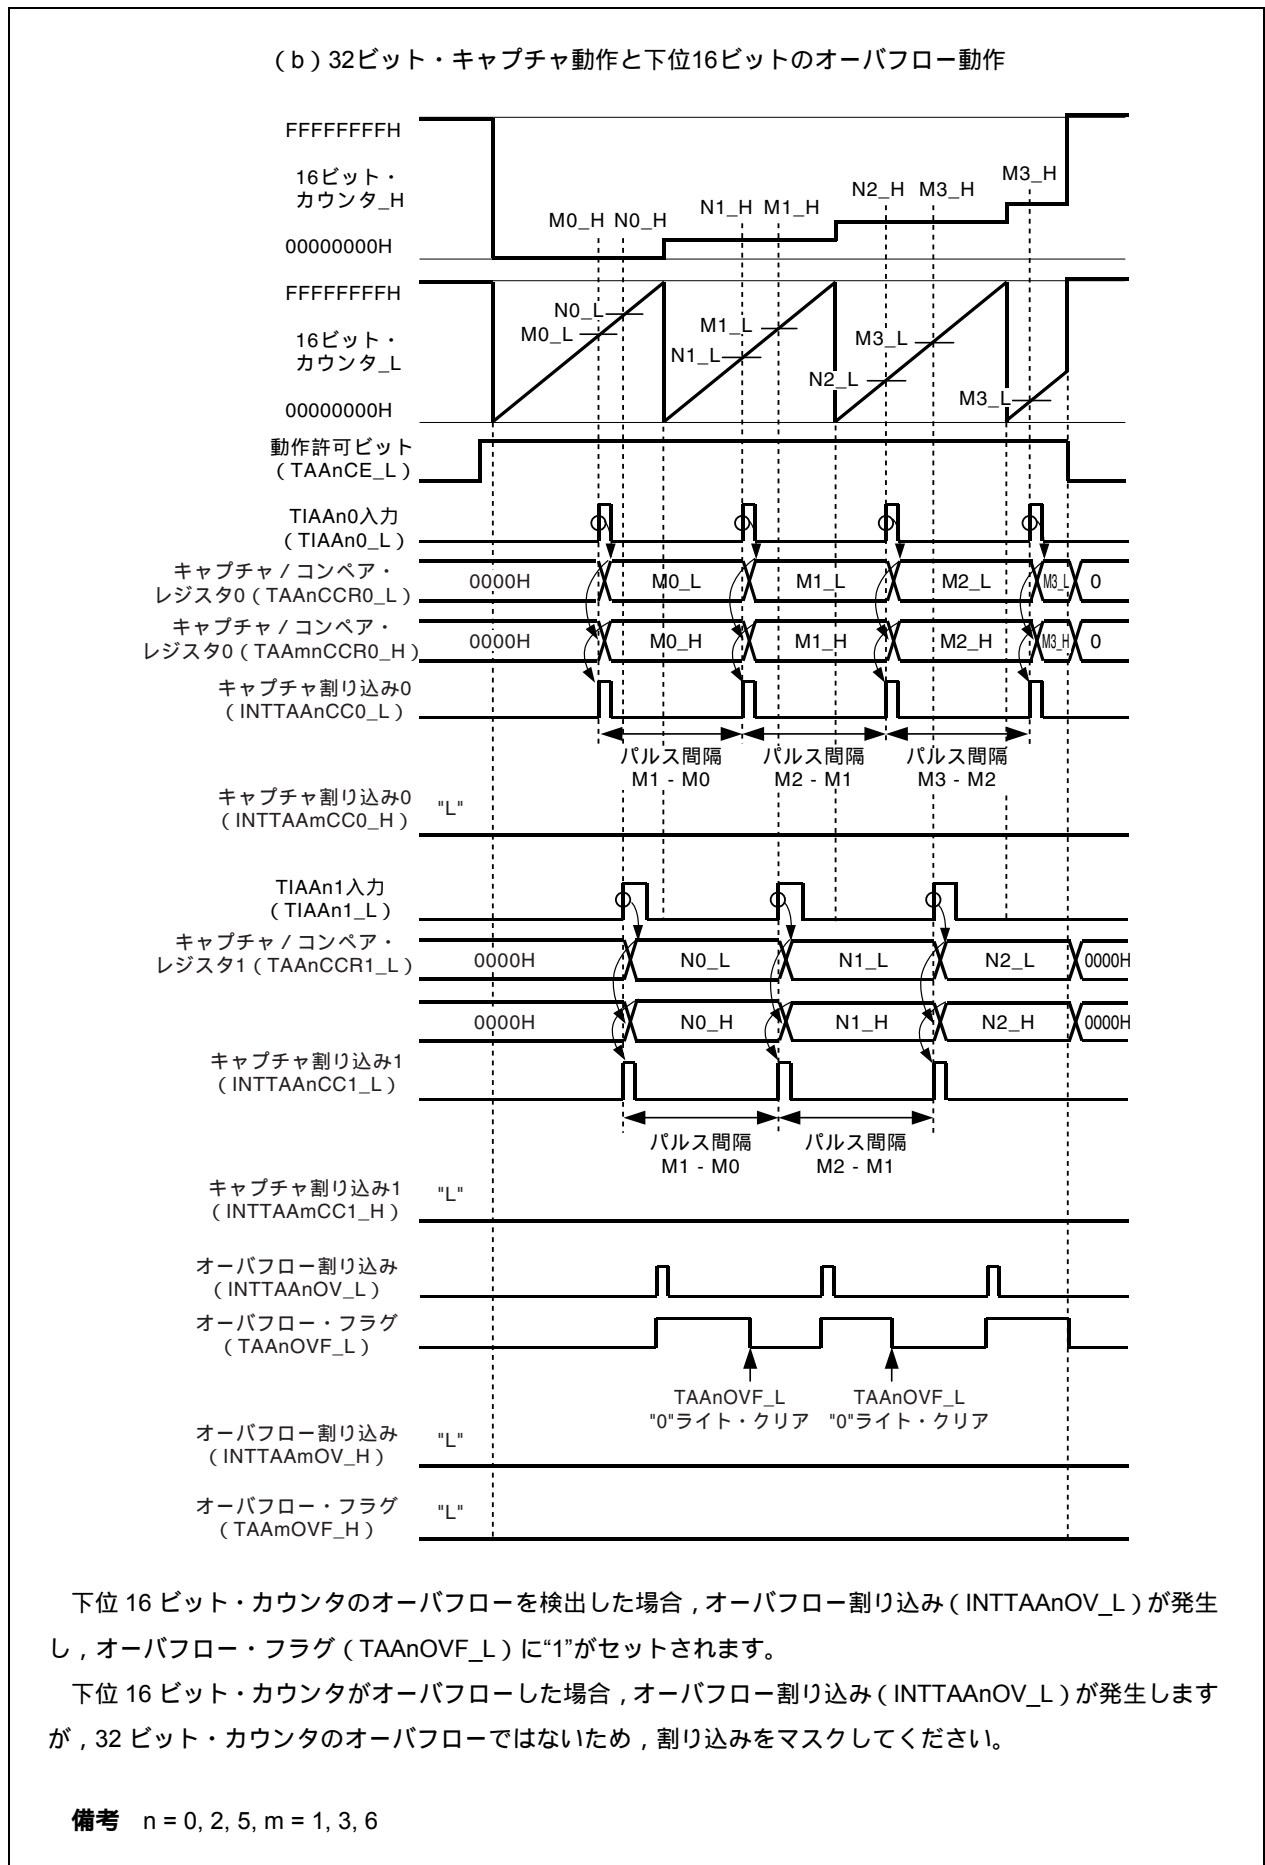 （b）32ビット・キャプチャ動作と下位16ビットのオーバフロー動作
FFFFFFFFH
16ビット・
カウンタ_H
00000000H
M0_H N0_H
N1_H M1_H
N2_H M3_H
M3_H
FFFFFFFFH
16ビット・
カウンタ_L
00000000H
N0_L
M0_L
M1_L
N1_L
M3_L
N2_L
M3_L
動作許可ビット
（TAAnCE_L）
TIAAn0入力
（TIAAn0_L）
キャプチャ／コンペア・
レジスタ0（TAAnCCR0_L）
0000H M0_L M1_L M2_L M3_L 0
キャプチャ／コンペア・
レジスタ0（TAAmnCCR0_H）
0000H M0_H M1_H M2_H M3_H 0
キャプチャ割り込み0
（INTTAAnCC0_L）
パルス間隔 パルス間隔 パルス間隔
M1 - M0 M2 - M1 M3 - M2
キャプチャ割り込み0
（INTTAAmCC0_H）
"L"
TIAAn1入力
（TIAAn1_L）
キャプチャ／コンペア・
レジスタ1（TAAnCCR1_L）
0000H N0_L N1_L N2_L 0000H
0000H N0_H N1_H N2_H 0000H
キャプチャ割り込み1
（INTTAAnCC1_L）
パルス間隔 パルス間隔
M1 - M0 M2 - M1
キャプチャ割り込み1
（INTTAAmCC1_H）
"L"
オーバフロー割り込み
（INTTAAnOV_L）
オーバフロー・フラグ
（TAAnOVF_L）
TAAnOVF_L TAAnOVF_L
"0"ライト・クリア "0"ライト・クリア
オーバフロー割り込み
（INTTAAmOV_H）
"L"
オーバフロー・フラグ
（TAAmOVF_H）
"L"
下位 16 ビット・カウンタのオーバフローを検出した場合，オーバフロー割り込み（INTTAAnOV_L）が発生
し，オーバフロー・フラグ（TAAnOVF_L）に“1”がセットされます。
下位 16 ビット・カウンタがオーバフローした場合，オーバフロー割り込み（INTTAAnOV_L）が発生します
が，32 ビット・カウンタのオーバフローではないため，割り込みをマスクしてください。
備考 n = 0, 2, 5, m = 1, 3, 6